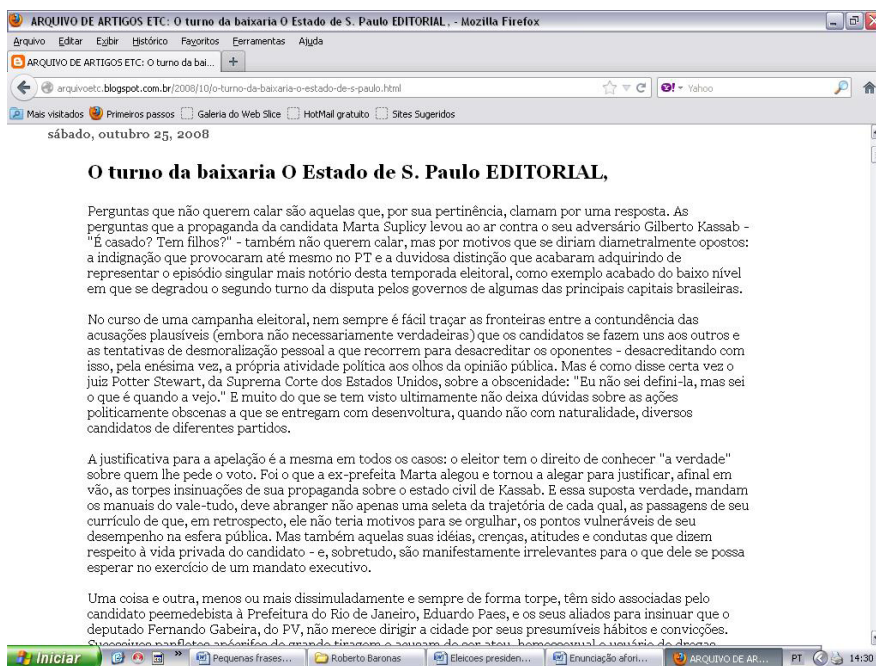 ARQUIVO DE ARTIGOS ETC: O turno da baixaria O Estado de S. Paulo EDITORIAL, - Mozilla Firefox
Arquivo Editar Exibir Histórico Favoritos Ferramentas Ajuda
ARQUIVO DE ARTIGOS ETC: O turno da bai... +
arquivoetc.blogspot.com.br/2008/10/o-turno-da-baixaria-o-estado-de-s-paulo.html Yahoo
Mais visitados Primeiros passos Galeria do Web Slice HotMail gratuito Sites Sugeridos
sábado, outubro 25, 2008
O turno da baixaria O Estado de S. Paulo EDITORIAL,
Perguntas que não querem calar são aquelas que, por sua pertinência, clamam por uma resposta. As
perguntas que a propaganda da candidata Marta Suplicy levou ao ar contra o seu adversário Gilberto Kassab -
"É casado? Tem filhos?" - também não querem calar, mas por motivos que se diriam diametralmente opostos:
a indignação que provocaram até mesmo no PT e a duvidosa distinção que acabaram adquirindo de
representar o episódio singular mais notório desta temporada eleitoral, como exemplo acabado do baixo nível
em que se degradou o segundo turno da disputa pelos governos de algumas das principais capitais brasileiras.
No curso de uma campanha eleitoral, nem sempre é fácil traçar as fronteiras entre a contundência das
acusações plausíveis (embora não necessariamente verdadeiras) que os candidatos se fazem uns aos outros e
as tentativas de desmoralização pessoal a que recorrem para desacreditar os oponentes - desacreditando com
isso, pela enésima vez, a própria atividade política aos olhos da opinião pública. Mas é como disse certa vez o
juiz Potter Stewart, da Suprema Corte dos Estados Unidos, sobre a obscenidade: "Eu não sei defini-la, mas sei
o que é quando a vejo." E muito do que se tem visto ultimamente não deixa dúvidas sobre as ações
politicamente obscenas a que se entregam com desenvoltura, quando não com naturalidade, diversos
candidatos de diferentes partidos.
A justificativa para a apelação é a mesma em todos os casos: o eleitor tem o direito de conhecer "a verdade"
sobre quem lhe pede o voto. Foi o que a ex-prefeita Marta alegou e tornou a alegar para justificar, afinal em
vão, as torpes insinuações de sua propaganda sobre o estado civil de Kassab. E essa suposta verdade, mandam
os manuais do vale-tudo, deve abranger não apenas uma seleta da trajetória de cada qual, as passagens de seu
currículo de que, em retrospecto, ele não teria motivos para se orgulhar, os pontos vulneráveis de seu
desempenho na esfera pública. Mas também aquelas suas idéias, crenças, atitudes e condutas que dizem
respeito à vida privada do candidato - e, sobretudo, são manifestamente irrelevantes para o que dele se possa
esperar no exercício de um mandato executivo.
Uma coisa e outra, menos ou mais dissimuladamente e sempre de forma torpe, têm sido associadas pelo
candidato peemedebista à Prefeitura do Rio de Janeiro, Eduardo Paes, e os seus aliados para insinuar que o
deputado Fernando Gabeira, do PV, não merece dirigir a cidade por seus presumíveis hábitos e convicções.
Sucessivos panfletos apócrifos de grande tiragem o acusam de ser ateu, homossexual e usuário de drogas.
Iniciar Pequenas frases... Roberto Baronas Eleicoes presiden... Enunciação afori... ARQUIVO DE AR... PT 14:30